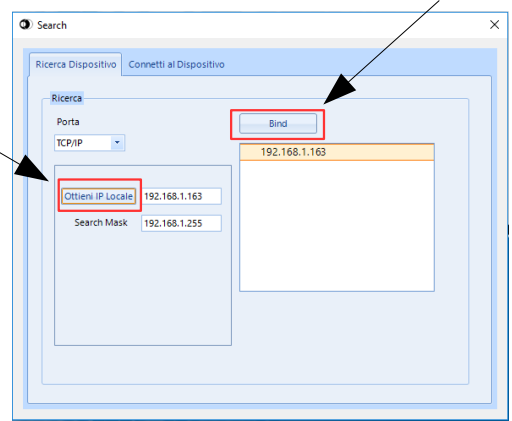 Search
Ricerca Dispositivo
Connetti al Dispositivo
Ricerca
Porta
TCP/IP
Bind
192.168.1.163
Ottieni IP Locale
192.168.1.163
Search Mask
192.168.1.255